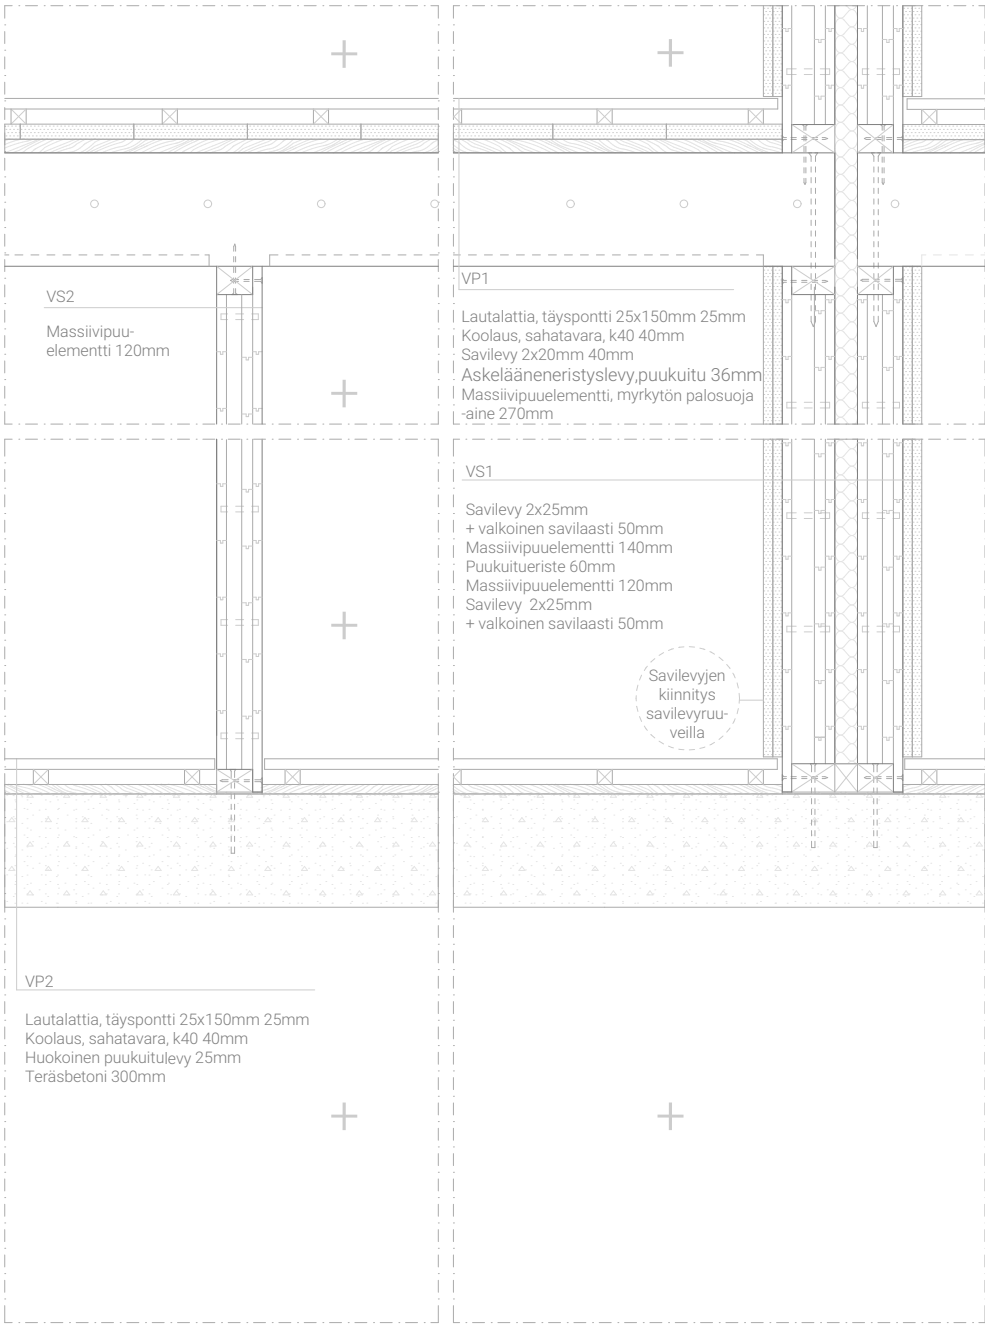 VS2
Massiivipuu-
elementti 120mm
VP1
Lautalattia, täyspontti 25x150mm 25mm
Koolaus, sahatavara, k40 40mm
Savilevy 2x20mm 40mm
Askelääneneristyslevy,puukuitu 36mm
Massiivipuuelementti, myrkytön palosuoja
-aine 270mm
VS1
Savilevy 2x25mm
+ valkoinen savilaasti 50mm
Massiivipuuelementti 140mm
Puukuitueriste 60mm
Massiivipuuelementti 120mm
Savilevy 2x25mm
+ valkoinen savilaasti 50mm
Savilevyjen
kiinnitys
savilevyruu-
veilla
VP2
Lautalattia, täyspontti 25x150mm 25mm
Koolaus, sahatavara, k40 40mm
Huokoinen puukuitulevy 25mm
Teräsbetoni 300mm